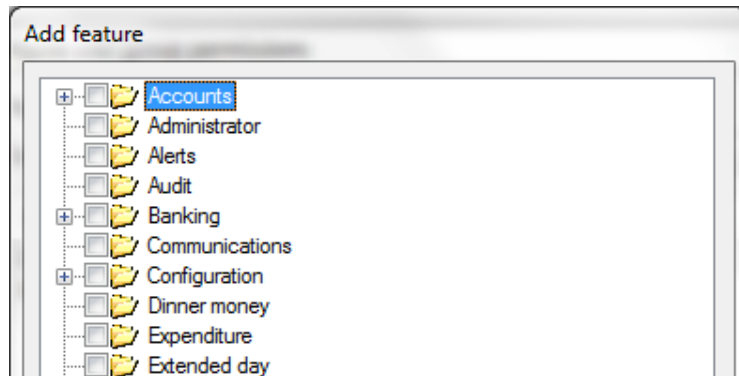 Add feature
Accounts
Administrator
Alerts
Audit
Banking
Communications
Configuration
Dinner money
Expenditure
Extended day